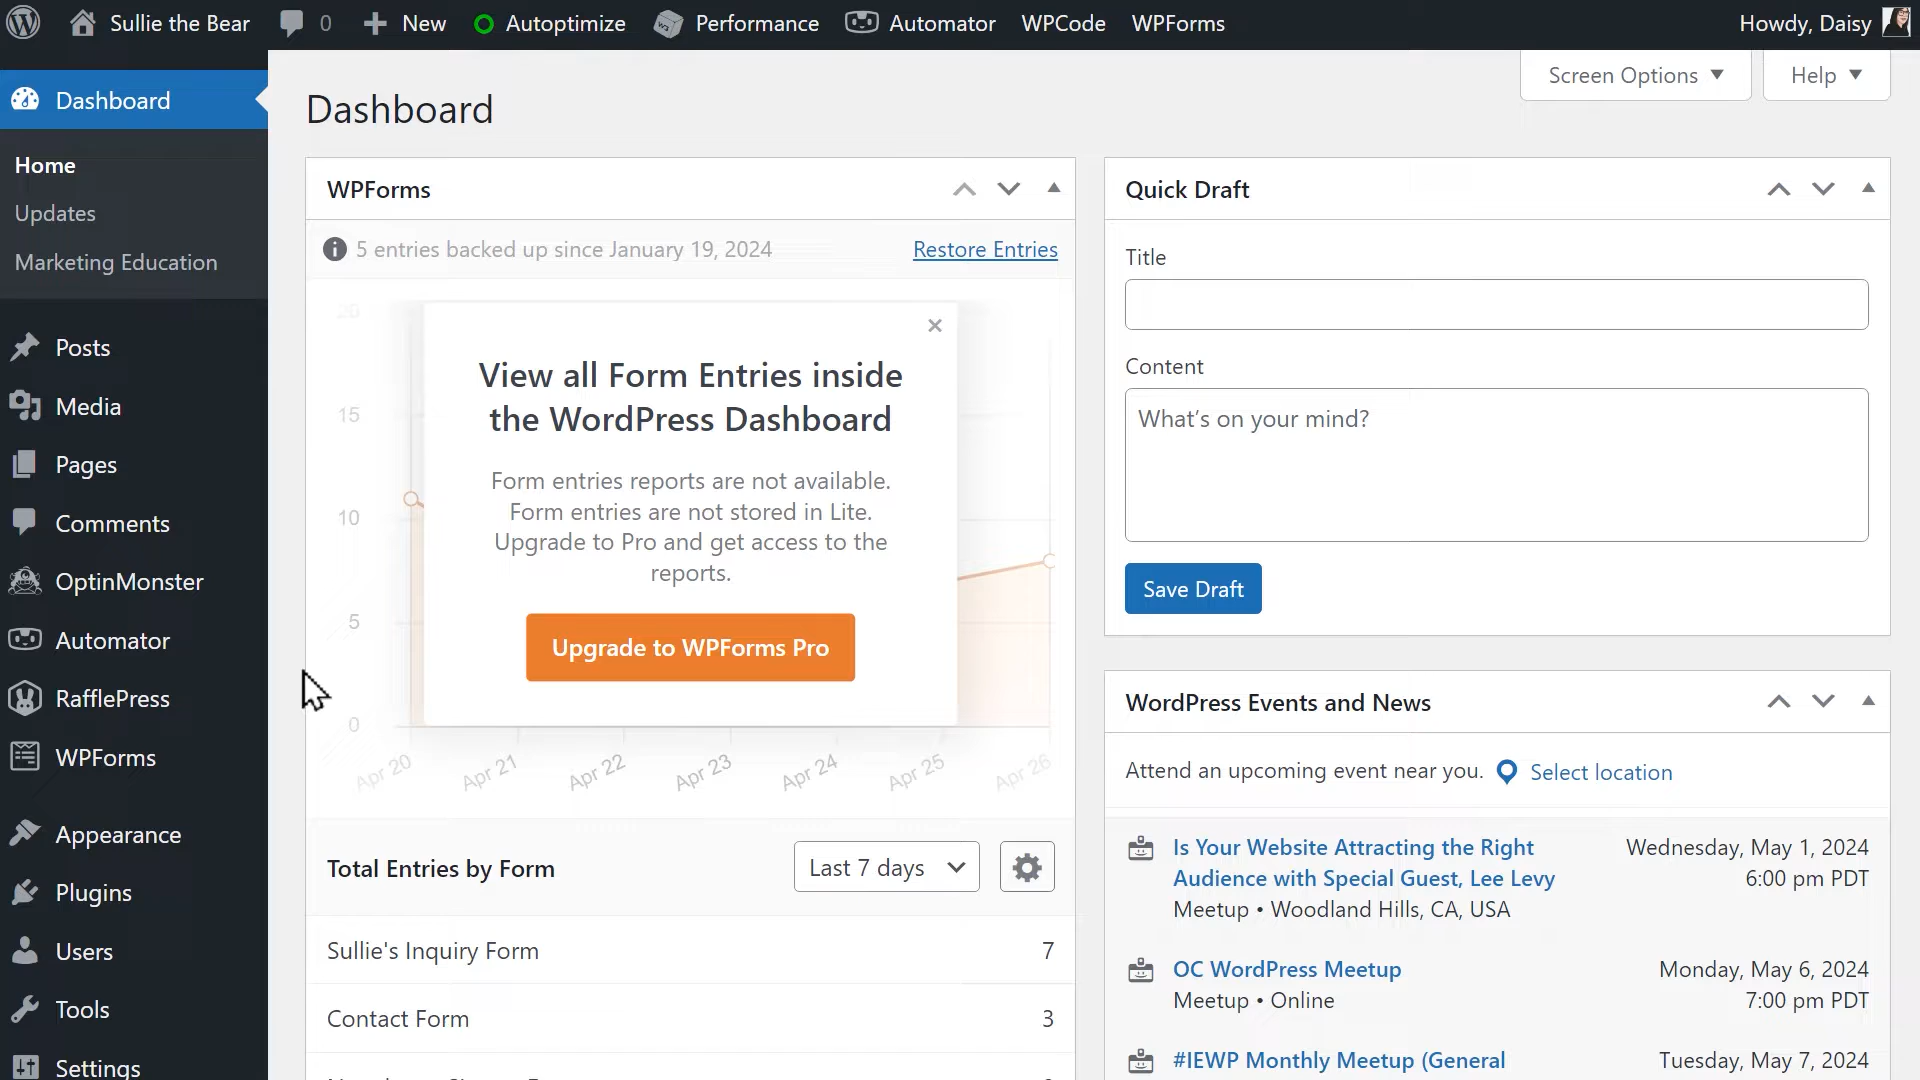 Sullie the Bear
0
New
Autoptimize
Performance
Automator
WPCode
WPForms
Howdy, Daisy
Screen Options
Help
Dashboard
Home
Updates
Marketing Education
Posts
Media
Pages
Comments
OptinMonster
Automator
RafflePress
WPForms
Appearance
Plugins
Users
Tools
Settings
Dashboard
WPForms
5 entries backed up since January 19, 2024
Restore Entries
20
15
10
5
0
View all Form Entries inside
the WordPress Dashboard
Form entries reports are not available.
Form entries are not stored in Lite.
Upgrade to Pro and get access to the
reports.
Upgrade to WPForms Pro
Apr 20
Apr 21
Apr 22
Apr 23
Apr 24
Apr 25
Apr 26
Total Entries by Form
Last 7 days
Sullie's Inquiry Form 7
Contact Form 3
Quick Draft
Title
Content
What's on your mind?
Save Draft
WordPress Events and News
Attend an upcoming event near you.
Select location
Is Your Website Attracting the Right
Audience with Special Guest, Lee Levy
Meetup • Woodland Hills, CA, USA
Wednesday, May 1, 2024
6:00 pm PDT
OC WordPress Meetup
Meetup • Online
Monday, May 6, 2024
7:00 pm PDT
#IEWP Monthly Meetup (General
Tuesday, May 7, 2024